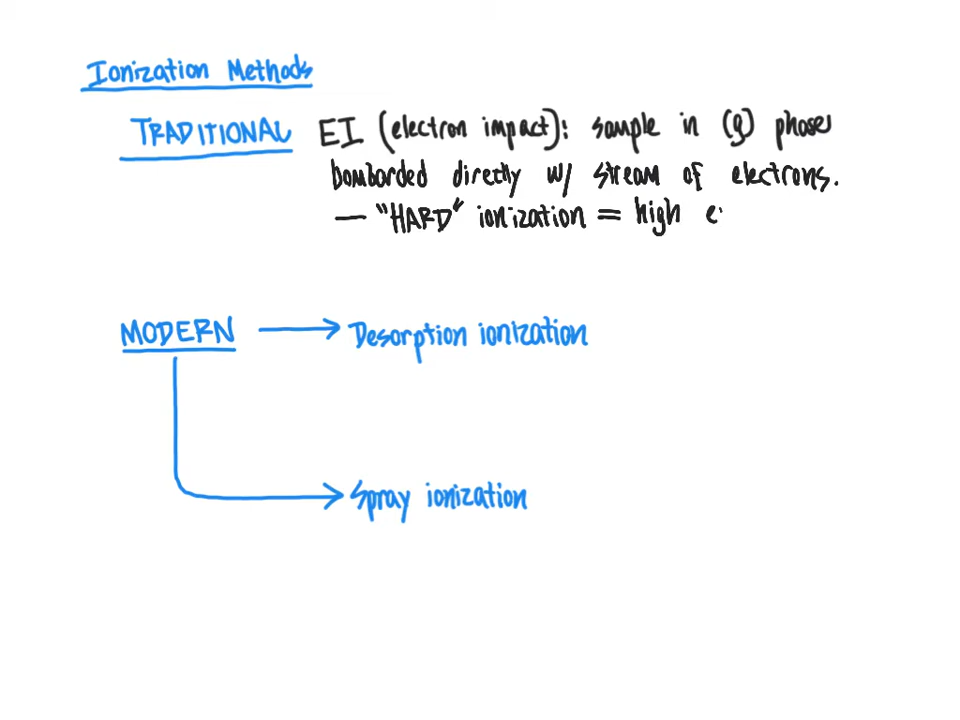 Ionization Methods
TRADITIONAL EI (electron impact): sample in (g) phase
bombarded directly w/ stream of electrons.
— "HARD" ionization = high e
MODERN → Desorption ionization
Spray ionization